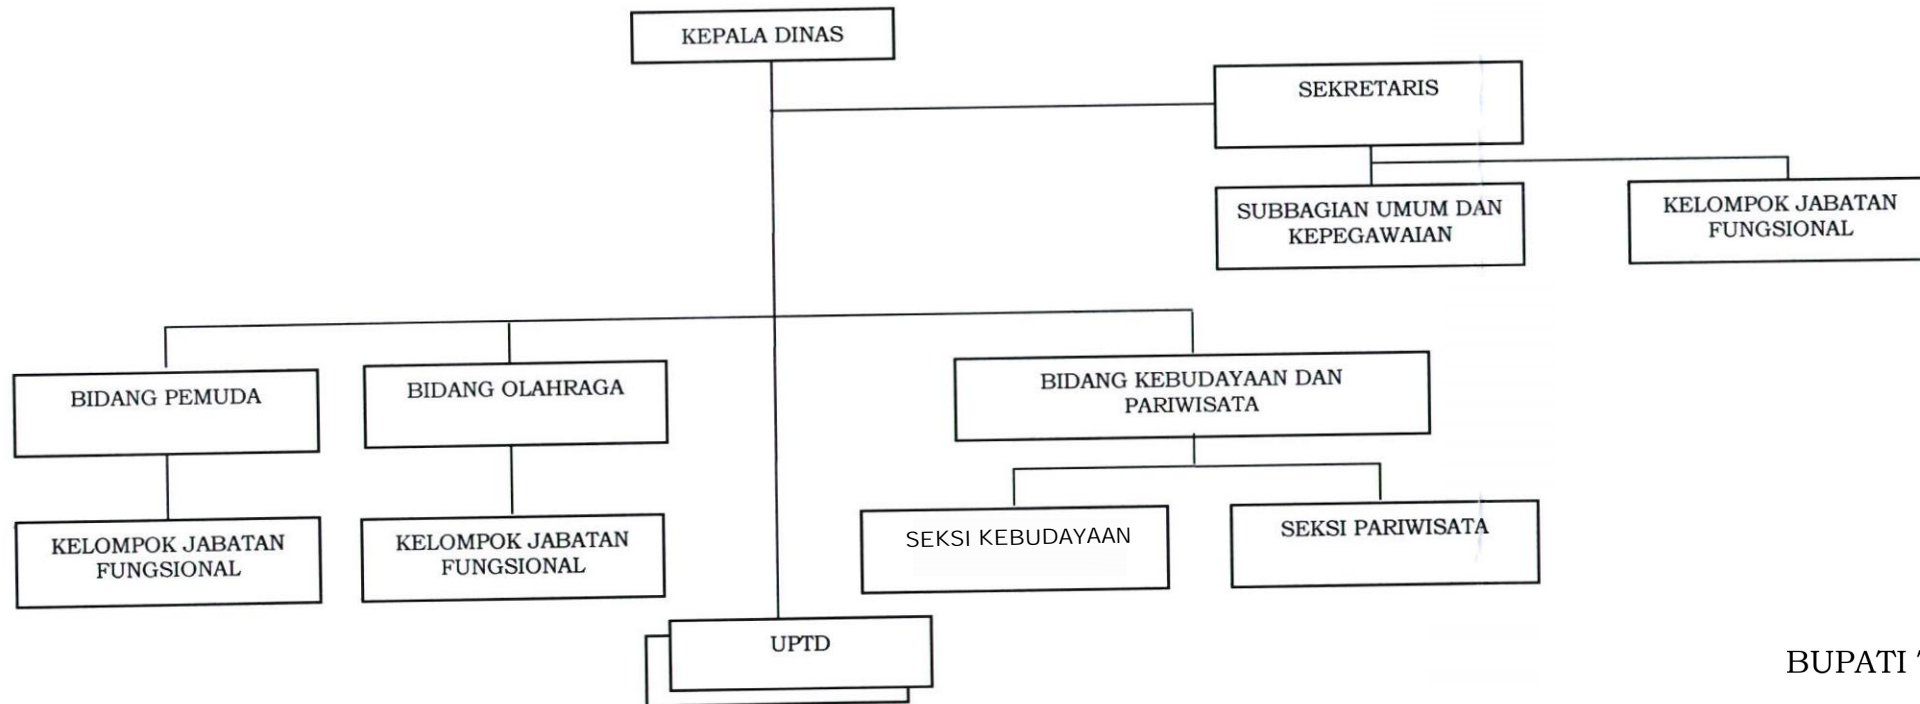 KEPALA DINAS
SEKRETARIS
SUBBAGIAN UMUM DAN
KEPEGAWAIAN
KELOMPOK JABATAN
FUNGSIONAL
BIDANG PEMUDA
BIDANG OLAHRAGA
BIDANG KEBUDAYAAN DAN
PARIWISATA
KELOMPOK JABATAN
FUNGSIONAL
KELOMPOK JABATAN
FUNGSIONAL
SEKSI KEBUDAYAAN
SEKSI PARIWISATA
UPTD
BUPATI